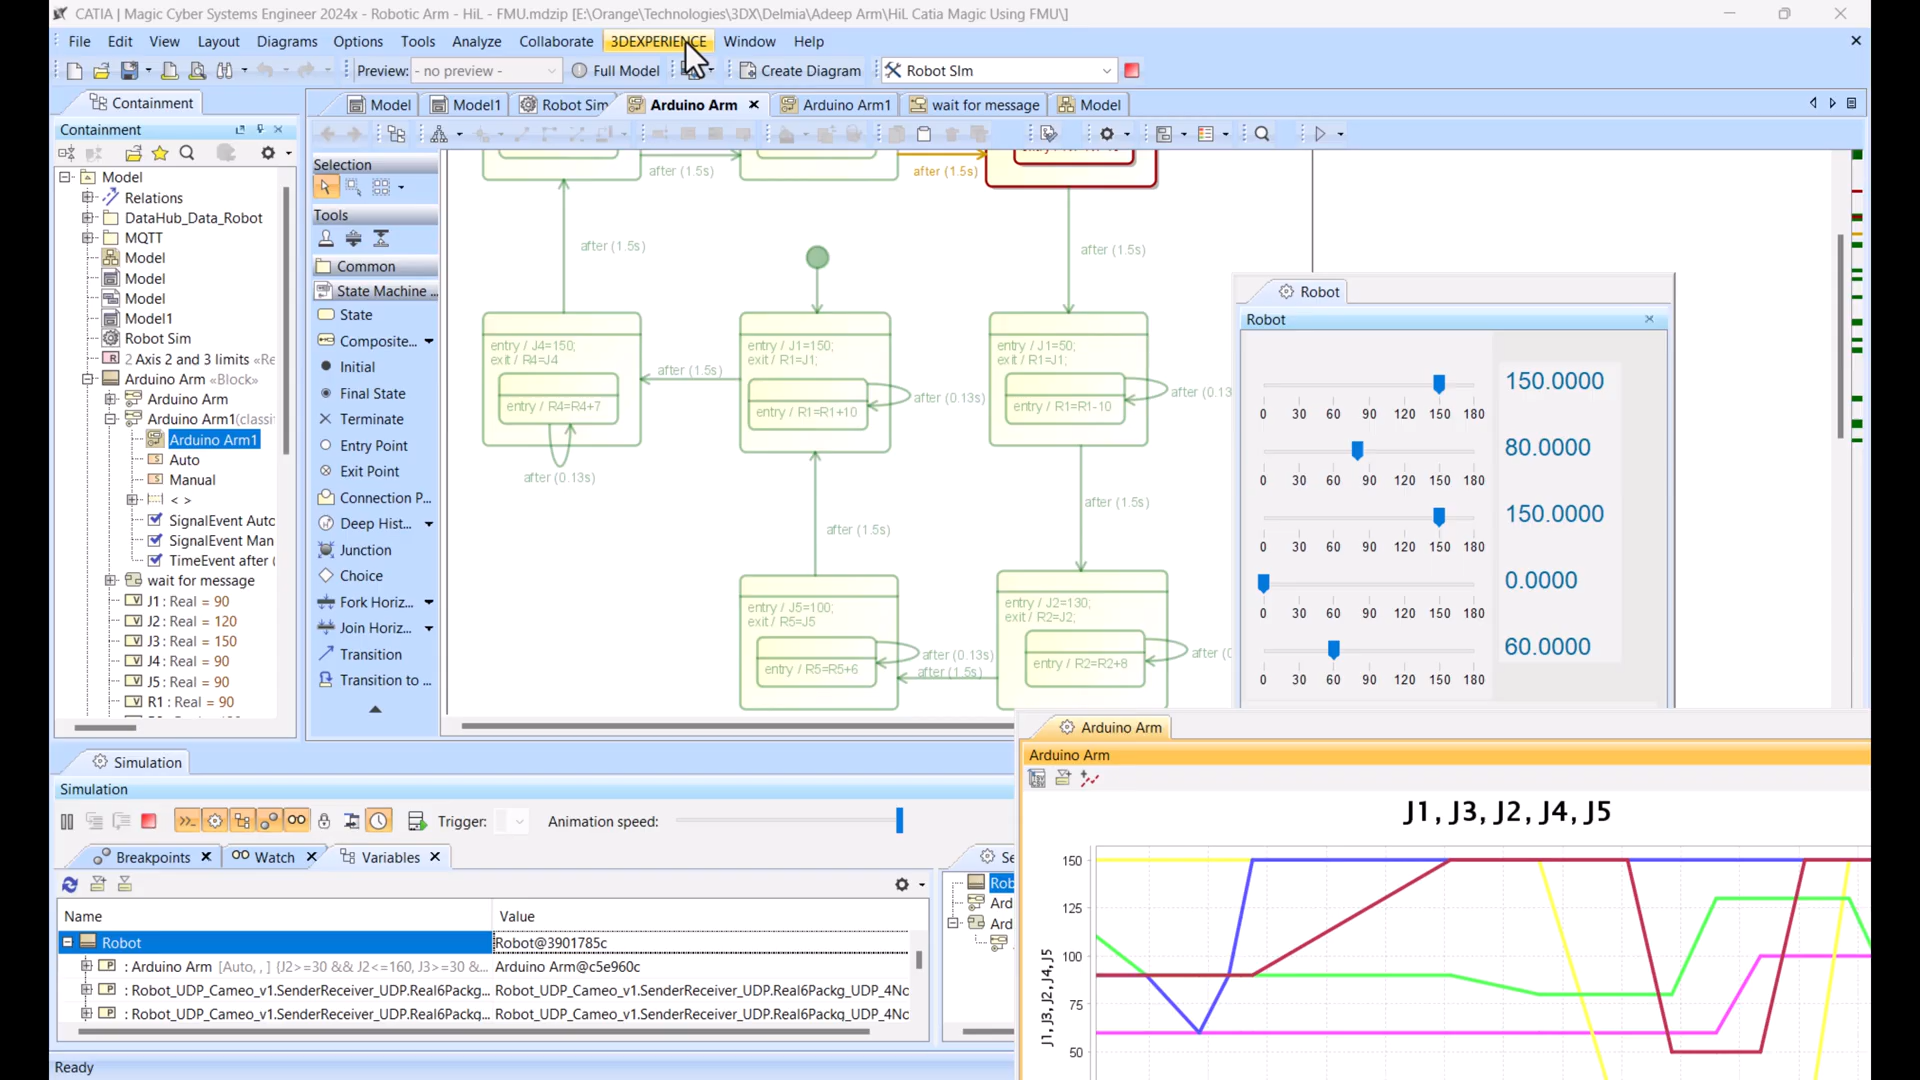 CATIA | Magic Cyber Systems Engineer 2024x - Robotic Arm - HiL - FMU.mdzip [E:\Orange\Technologies\3DX\Delmia\Adeep Arm\HiL Catia Magic Using FMU\]
File Edit View Layout Diagrams Options Tools Analyze Collaborate 3DEXPERIENCE Window Help
Preview: - no preview - Full Model Create Diagram Robot SIm
Containment Model Model1 Robot Sim Arduino Arm Arduino Arm1 wait for message Model
Containment
Model
Relations
DataHub_Data_Robot
MQTT
Model
Model
Model
Model1
Robot Sim
2 Axis 2 and 3 limits «Re
Arduino Arm «Block»
Arduino Arm
Arduino Arm1(classi
Arduino Arm1
Auto
Manual
< >
SignalEvent Auto
SignalEvent Man
TimeEvent after (
wait for message
J1 : Real = 90
J2 : Real = 120
J3 : Real = 150
J4 : Real = 90
J5 : Real = 90
R1 : Real = 90
Selection
Tools
Common
State Machine ...
State
Composite...
Initial
Final State
Terminate
Entry Point
Exit Point
Connection P...
Deep Hist...
Junction
Choice
Fork Horiz...
Join Horiz...
Transition
Transition to ...
after (1.5s)
after (1.5s)
after (1.5s)
after (1.5s)
entry / J4=150;
exit / R4=J4
entry / R4=R4+7
after (0.13s)
after (1.5s)
entry / J1=150;
exit / R1=J1;
entry / R1=R1+10
after (0.13s)
entry / J1=50;
exit / R1=J1;
entry / R1=R1-10
after (0.13
after (1.5s)
after (1.5s)
entry / J5=100;
exit / R5=J5
entry / R5=R5+6
after (0.13s)
after (1.5s)
entry / J2=130;
exit / R2=J2;
entry / R2=R2+8
after (
Robot
Robot
150.0000
0 30 60 90 120 150 180
80.0000
0 30 60 90 120 150 180
150.0000
0 30 60 90 120 150 180
0.0000
0 30 60 90 120 150 180
60.0000
0 30 60 90 120 150 180
Simulation
Simulation
Trigger: Animation speed:
Breakpoints Watch Variables
Name Value
Robot Robot@3901785c
: Arduino Arm [Auto, , ] {J2>=30 && J2<=160, J3>=30 &... Arduino Arm@c5e960c
: Robot_UDP_Cameo_v1.SenderReceiver_UDP.Real6Packg... Robot_UDP_Cameo_v1.SenderReceiver_UDP.Real6Packg_UDP_4Nc
: Robot_UDP_Cameo_v1.SenderReceiver_UDP.Real6Packg... Robot_UDP_Cameo_v1.SenderReceiver_UDP.Real6Packg_UDP_4Nc
Se
Rob
Ard
Ard
Arduino Arm
Arduino Arm
J1, J3, J2, J4, J5
J1, J3, J2, J4, J5
150
125
100
75
50
Ready